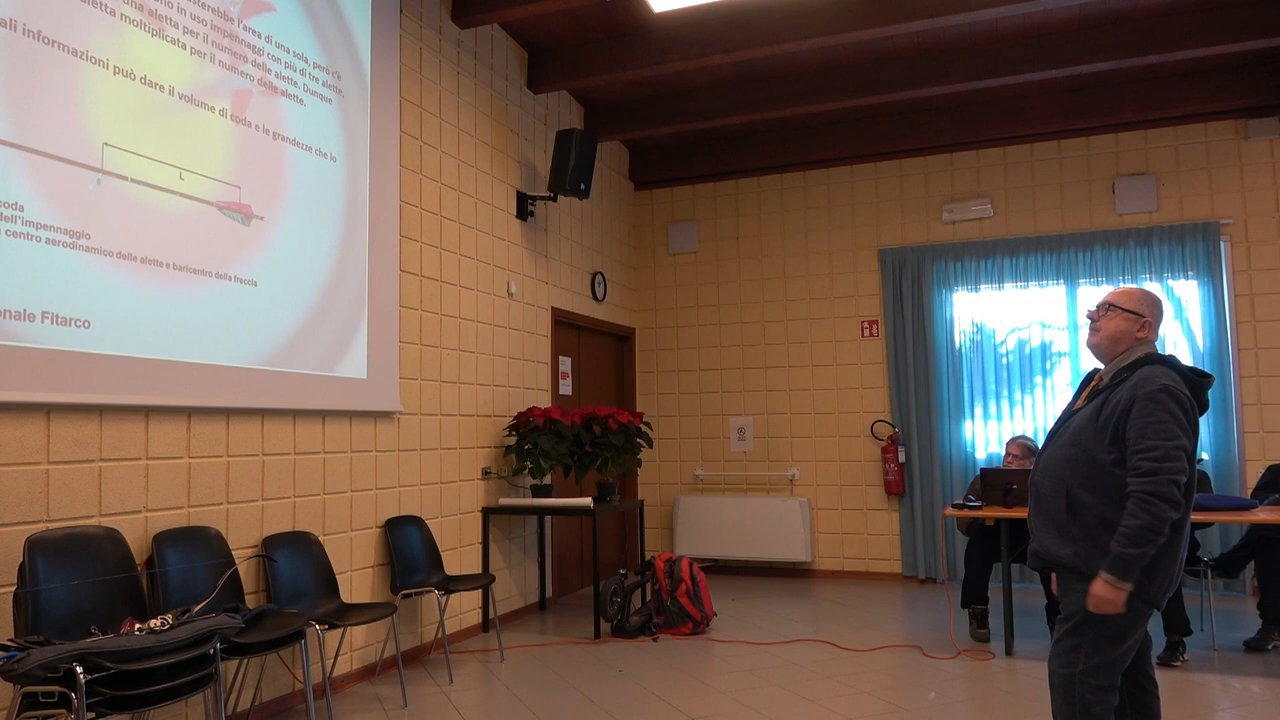 sterebbe l'area di una sola, però c'è
no in uso impennaggi con più di tre alette,
una aletta per il numero delle alette. Dunque
aletta moltiplicata per il numero delle alette.
ali informazioni può dare il volume di coda e le grandezze che lo
L
coda
dell'impennaggio
centro aerodinamico delle alette e baricentro della freccia
onale Fitarco